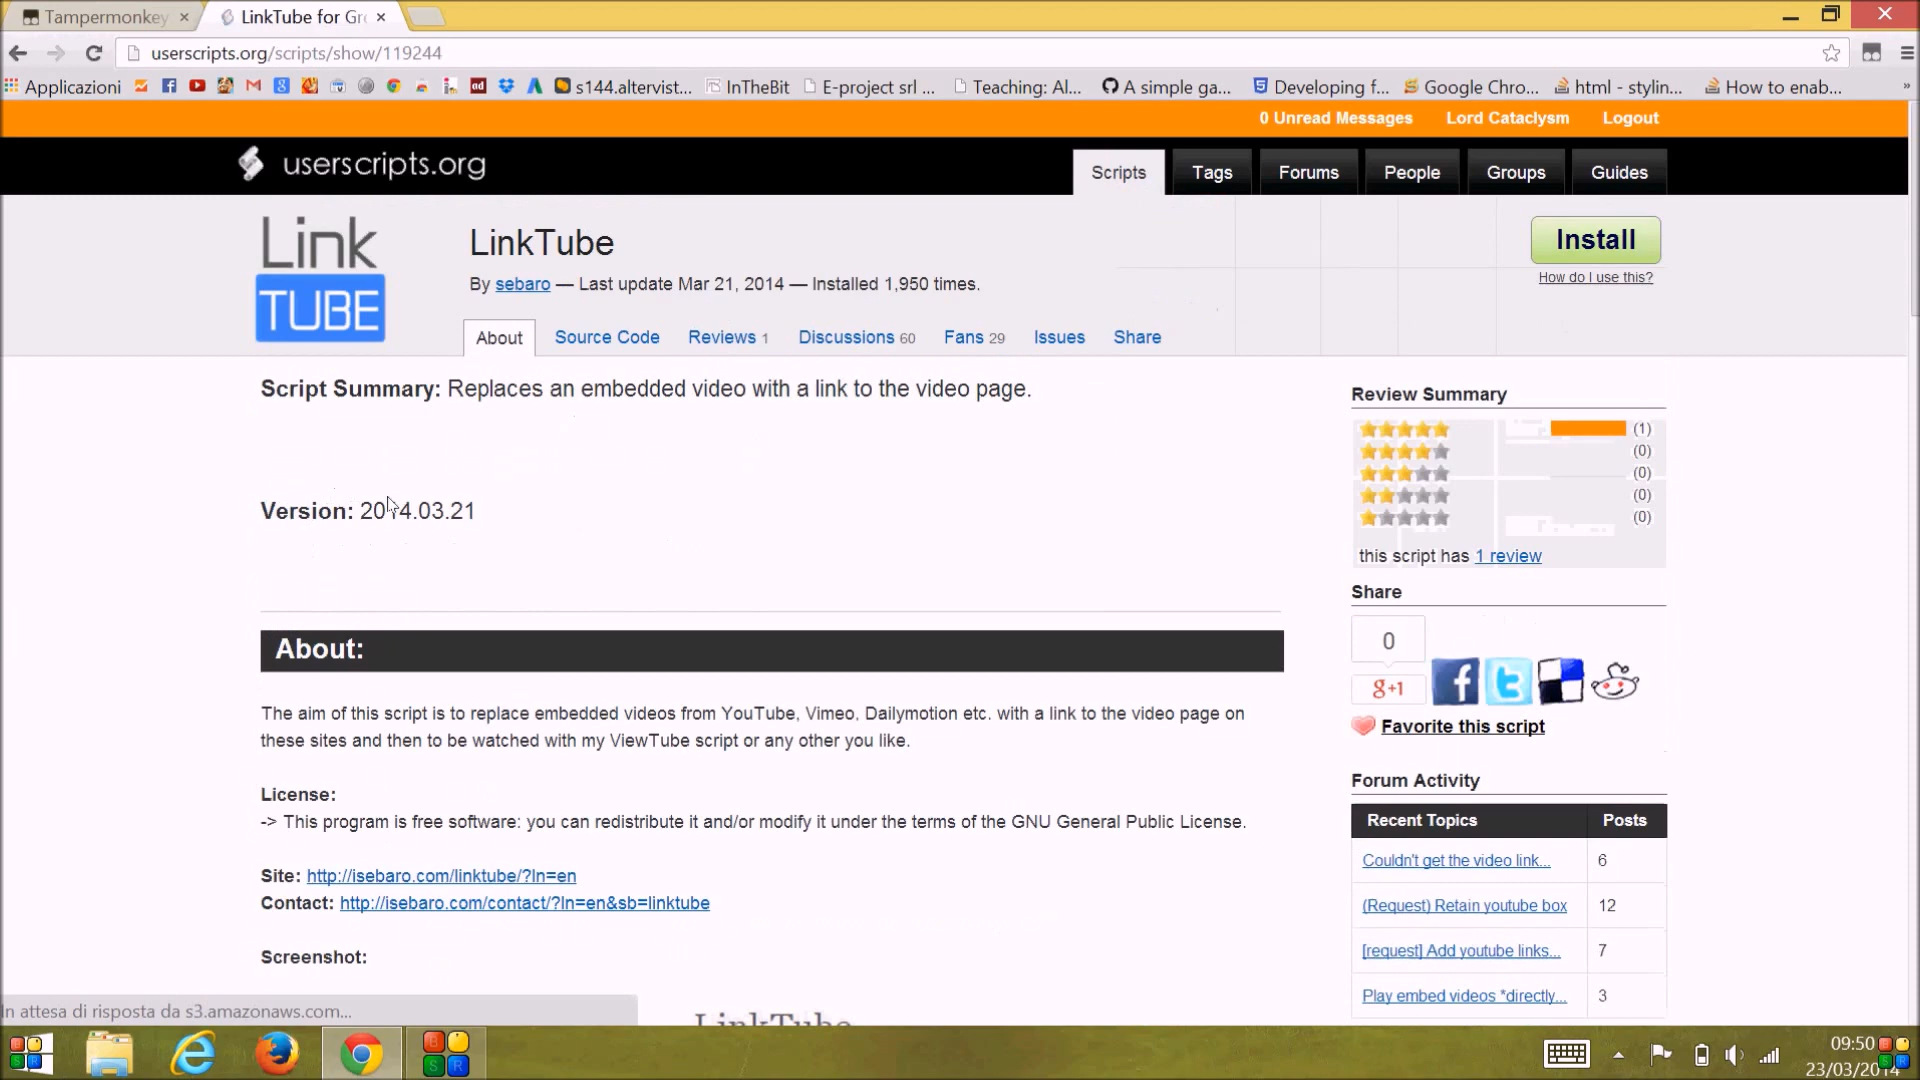 Tampermonkey
LinkTube for Gr
userscripts.org/scripts/show/119244
Applicazioni
s144.altervist...
InTheBit
E-project srl ...
Teaching: Al...
A simple ga...
Developing f...
Google Chro...
html - stylin...
How to enab...
»
0 Unread Messages
Lord Cataclysm
Logout
userscripts.org
Scripts
Tags
Forums
People
Groups
Guides
Link
TUBE
LinkTube
By sebaro — Last update Mar 21, 2014 — Installed 1,950 times.
Install
How do I use this?
About
Source Code
Reviews 1
Discussions 60
Fans 29
Issues
Share
Script Summary: Replaces an embedded video with a link to the video page.
Version: 2014.03.21
About:
The aim of this script is to replace embedded videos from YouTube, Vimeo, Dailymotion etc. with a link to the video page on
these sites and then to be watched with my ViewTube script or any other you like.
License:
-> This program is free software: you can redistribute it and/or modify it under the terms of the GNU General Public License.
Site: http://isebaro.com/linktube/?ln=en
Contact: http://isebaro.com/contact/?ln=en&sb=linktube
Screenshot:
LinkTube
Review Summary
(1)
(0)
(0)
(0)
(0)
this script has 1 review
Share
0
g+1
Favorite this script
Forum Activity
Recent Topics Posts
Couldn't get the video link... 6
(Request) Retain youtube box 12
[request] Add youtube links... 7
Play embed videos *directly... 3
In attesa di risposta da s3.amazonaws.com...
09:50
23/03/2014